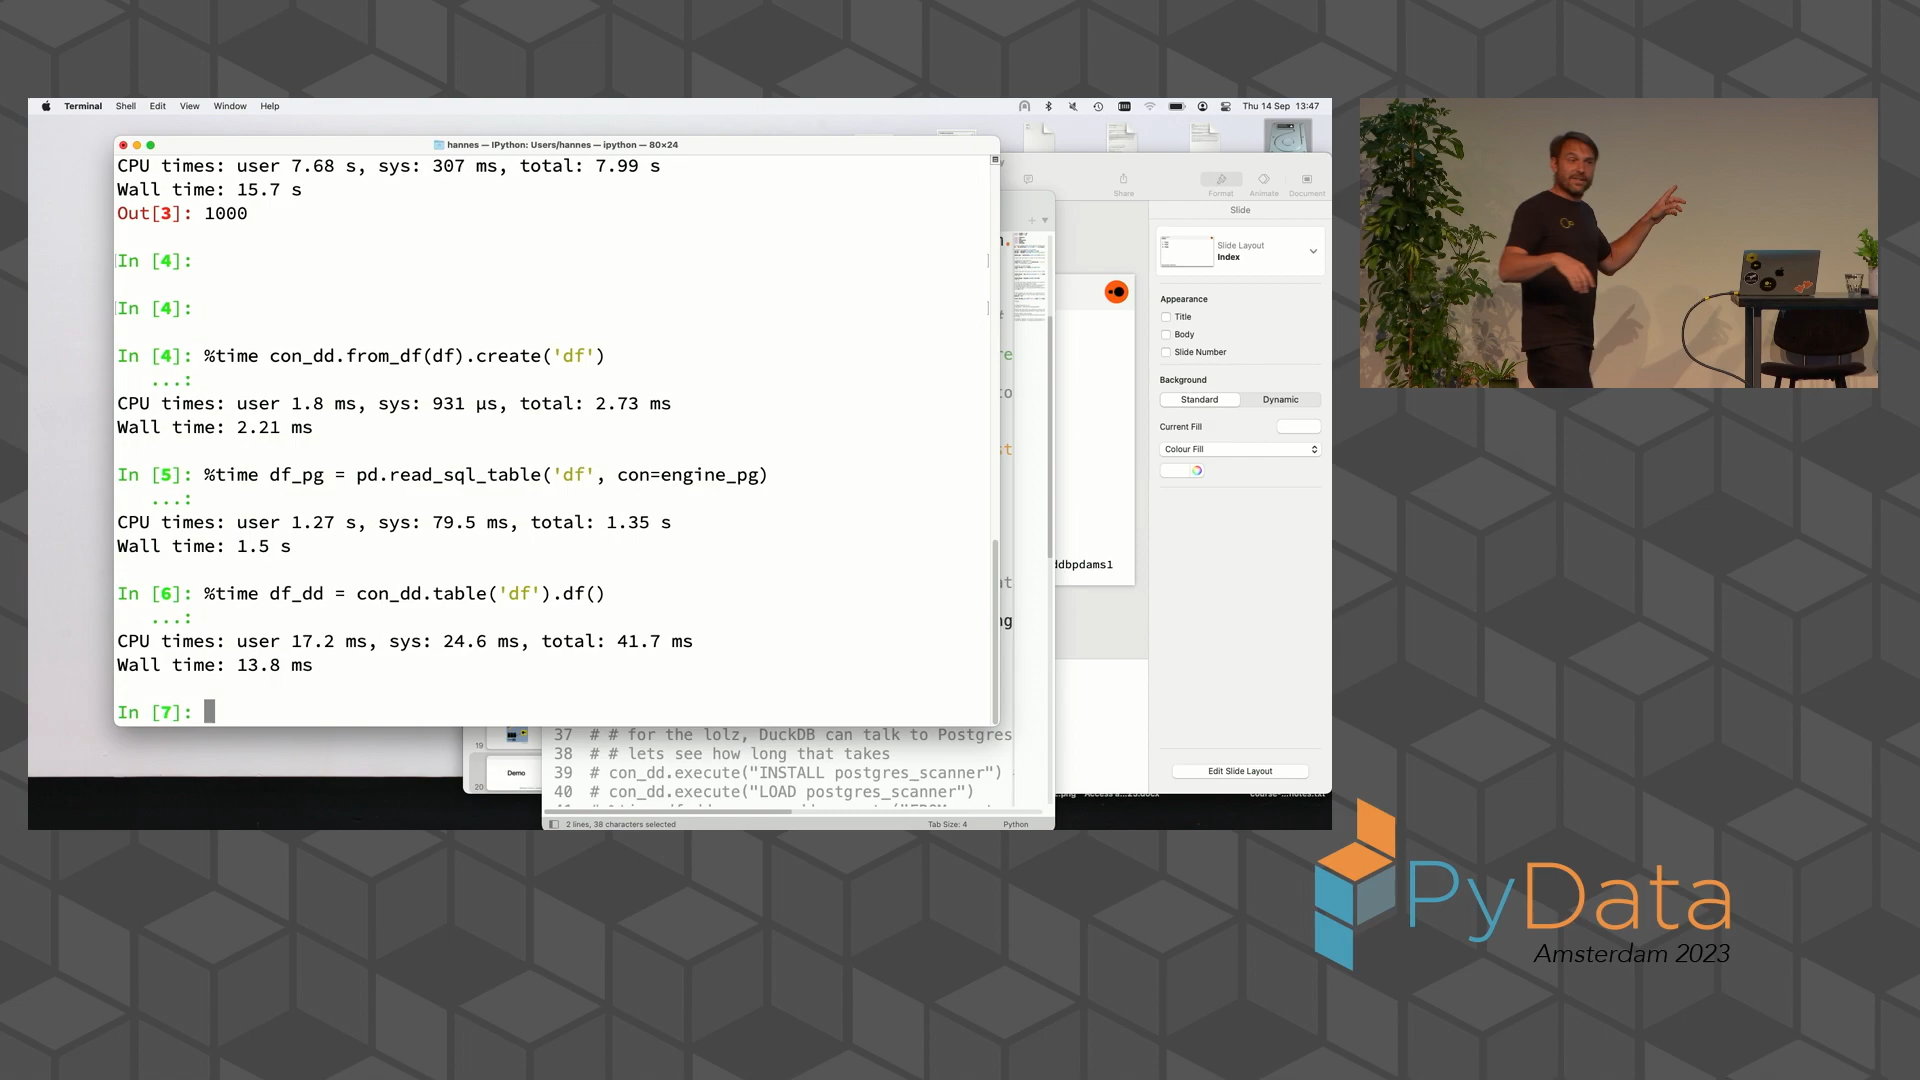 Terminal Shell Edit View Window Help
Thu 14 Sep 13:47
hannes — IPython: Users/hannes — ipython — 80×24
CPU times: user 7.68 s, sys: 307 ms, total: 7.99 s
Wall time: 15.7 s
Out[3]: 1000
In [4]:
In [4]:
In [4]: %time con_dd.from_df(df).create('df')
...:
CPU times: user 1.8 ms, sys: 931 µs, total: 2.73 ms
Wall time: 2.21 ms
In [5]: %time df_pg = pd.read_sql_table('df', con=engine_pg)
...:
CPU times: user 1.27 s, sys: 79.5 ms, total: 1.35 s
Wall time: 1.5 s
In [6]: %time df_dd = con_dd.table('df').df()
...:
CPU times: user 17.2 ms, sys: 24.6 ms, total: 41.7 ms
Wall time: 13.8 ms
In [7]:
Share
Format Animate Document
Slide
Slide Layout
Index
Appearance
Title
Body
Slide Number
Background
Standard Dynamic
Current Fill
Colour Fill
Edit Slide Layout
ddbpdams1
19
Demo
20
37 # # for the lolz, DuckDB can talk to Postgres
38 # # lets see how long that takes
39 # con_dd.execute("INSTALL postgres_scanner")
40 # con_dd.execute("LOAD postgres_scanner")
2 lines, 38 characters selected
Tab Size: 4 Python
PyData
Amsterdam 2023